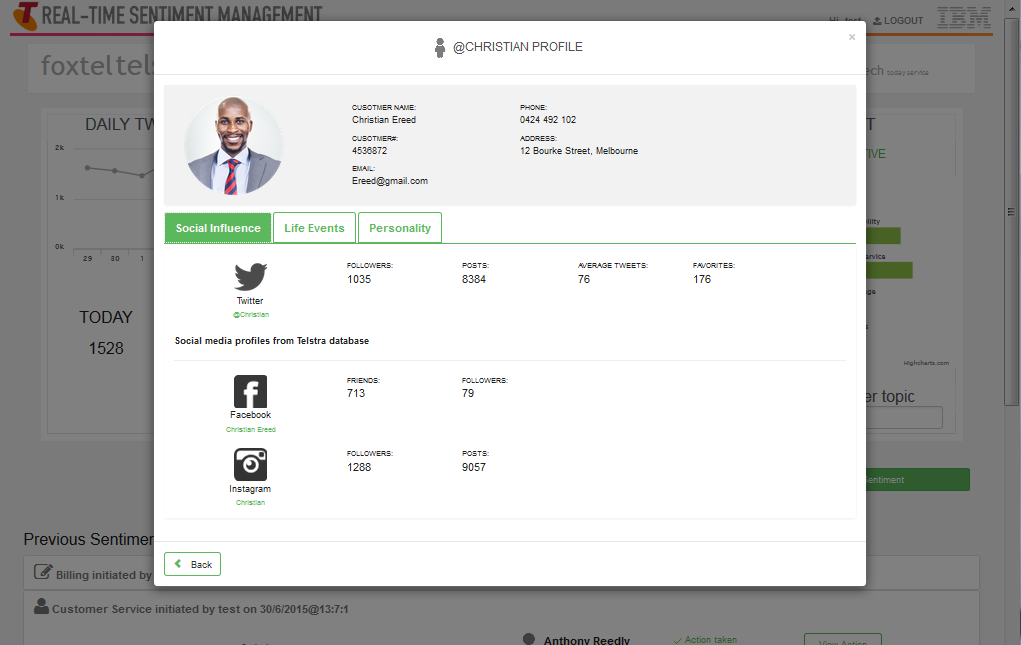 REAL-TIME SENTIMENT MANAGEMENT
Hi, test
LOGOUT
IBM
@CHRISTIAN PROFILE
×
foxtel tels
ech today service
CUSOTMER NAME:
Christian Ereed
PHONE:
0424 492 102
CUSOTMER#:
4536872
ADDRESS:
12 Bourke Street, Melbourne
EMAIL:
Ereed@gmail.com
DAILY TW
T
2k
TIVE
1k
0k
29 30 1
ility
ervice
ge
s
Social Influence
Life Events
Personality
Twitter
@Christian
FOLLOWERS:
1035
POSTS:
8384
AVERAGE TWEETS:
76
FAVORITES:
176
TODAY
1528
Social media profiles from Telstra database
Highcharts.com
Facebook
Christian Ereed
FRIENDS:
713
FOLLOWERS:
79
er topic
Instagram
Christian
FOLLOWERS:
1288
POSTS:
9057
entiment
Previous Sentimen
Back
Billing initiated by
Customer Service initiated by test on 30/6/2015@13:7:1
Anthony Reedly
Action taken
View Action